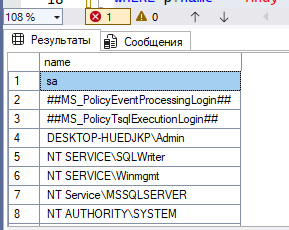 108 %
1
0
Результаты
Сообщения
name
1 sa
2 ##MS_PolicyEventProcessingLogin##
3 ##MS_PolicyTsqlExecutionLogin##
4 DESKTOP-HUEDJKP\Admin
5 NT SERVICE\SQLWriter
6 NT SERVICE\Winmgmt
7 NT Service\MSSQLSERVER
8 NT AUTHORITY\SYSTEM